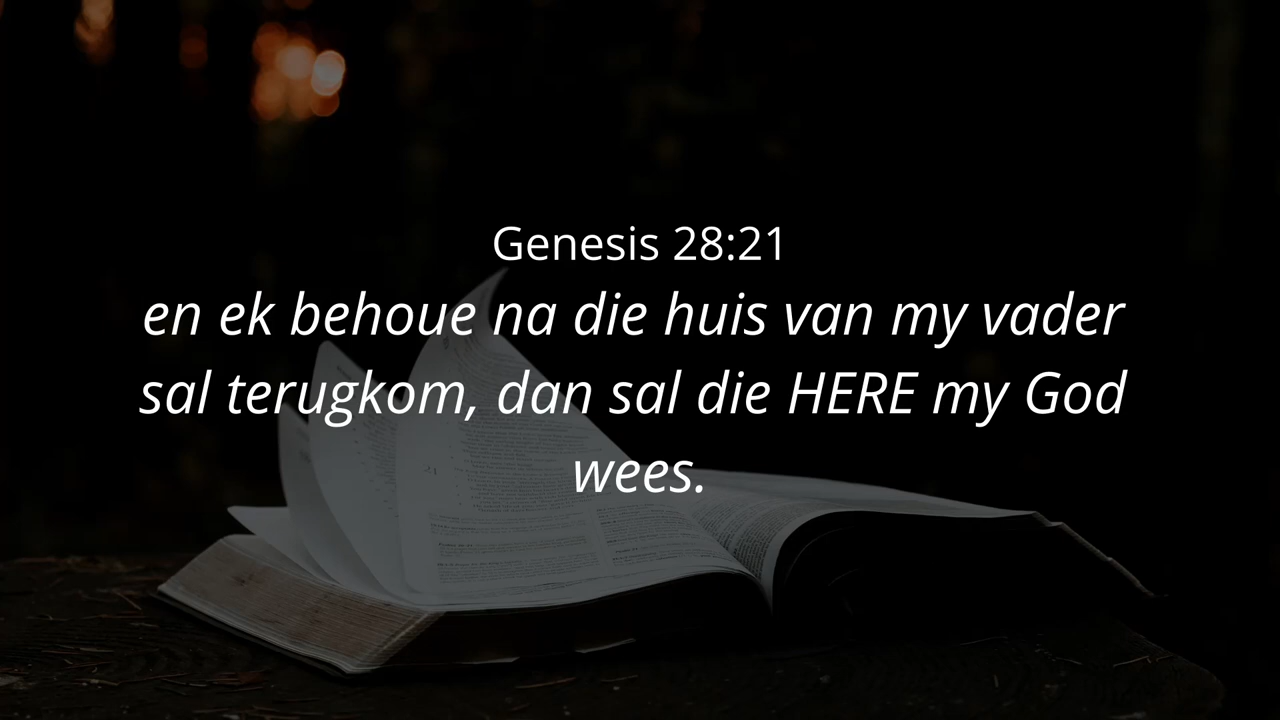 Genesis 28:21
en ek behoue na die huis van my vader
sal terugkom, dan sal die HERE my God
wees.